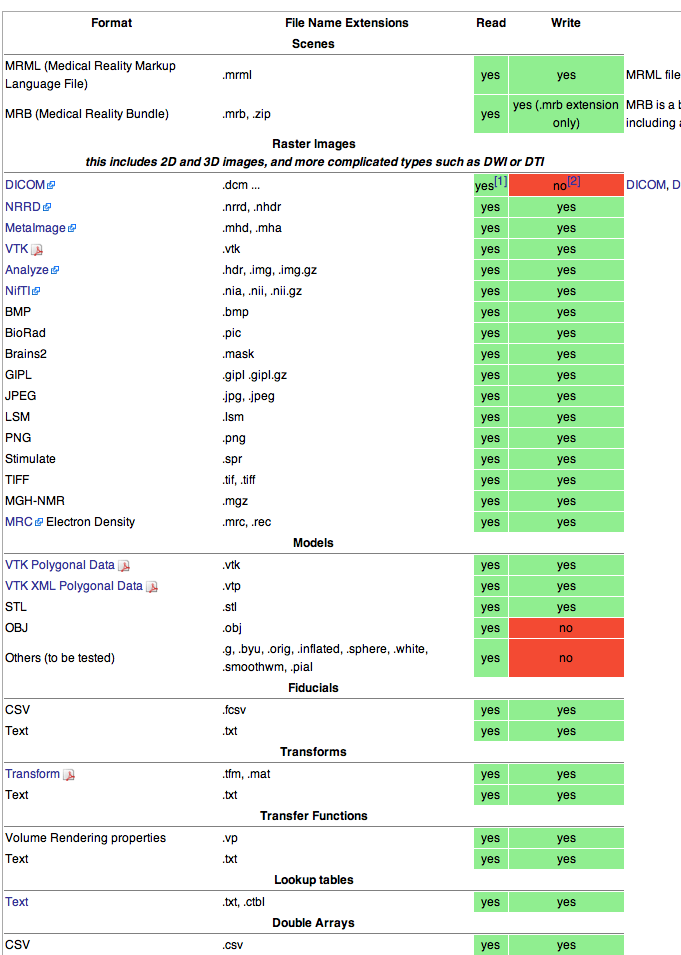 Format File Name Extensions Read Write
Scenes
MRML (Medical Reality Markup
Language File) .mrml yes yes MRML file
MRB (Medical Reality Bundle) .mrb, .zip yes yes (.mrb extension only) MRB is a
including
Raster Images
this includes 2D and 3D images, and more complicated types such as DWI or DTI
DICOM .dcm ... yes[1] no[2] DICOM, D
NRRD .nrrd, .nhdr yes yes
MetaImage .mhd, .mha yes yes
VTK .vtk yes yes
Analyze .hdr, .img, .img.gz yes yes
NifTI .nia, .nii, .nii.gz yes yes
BMP .bmp yes yes
BioRad .pic yes yes
Brains2 .mask yes yes
GIPL .gipl .gipl.gz yes yes
JPEG .jpg, .jpeg yes yes
LSM .lsm yes yes
PNG .png yes yes
Stimulate .spr yes yes
TIFF .tif, .tiff yes yes
MGH-NMR .mgz yes yes
MRC Electron Density .mrc, .rec yes yes
Models
VTK Polygonal Data .vtk yes yes
VTK XML Polygonal Data .vtp yes yes
STL .stl yes yes
OBJ .obj yes no
Others (to be tested) .g, .byu, .orig, .inflated, .sphere, .white,
.smoothwm, .pial yes no
Fiducials
CSV .fcsv yes yes
Text .txt yes yes
Transforms
Transform .tfm, .mat yes yes
Text .txt yes yes
Transfer Functions
Volume Rendering properties .vp yes yes
Text .txt yes yes
Lookup tables
Text .txt, .ctbl yes yes
Double Arrays
CSV .csv yes yes